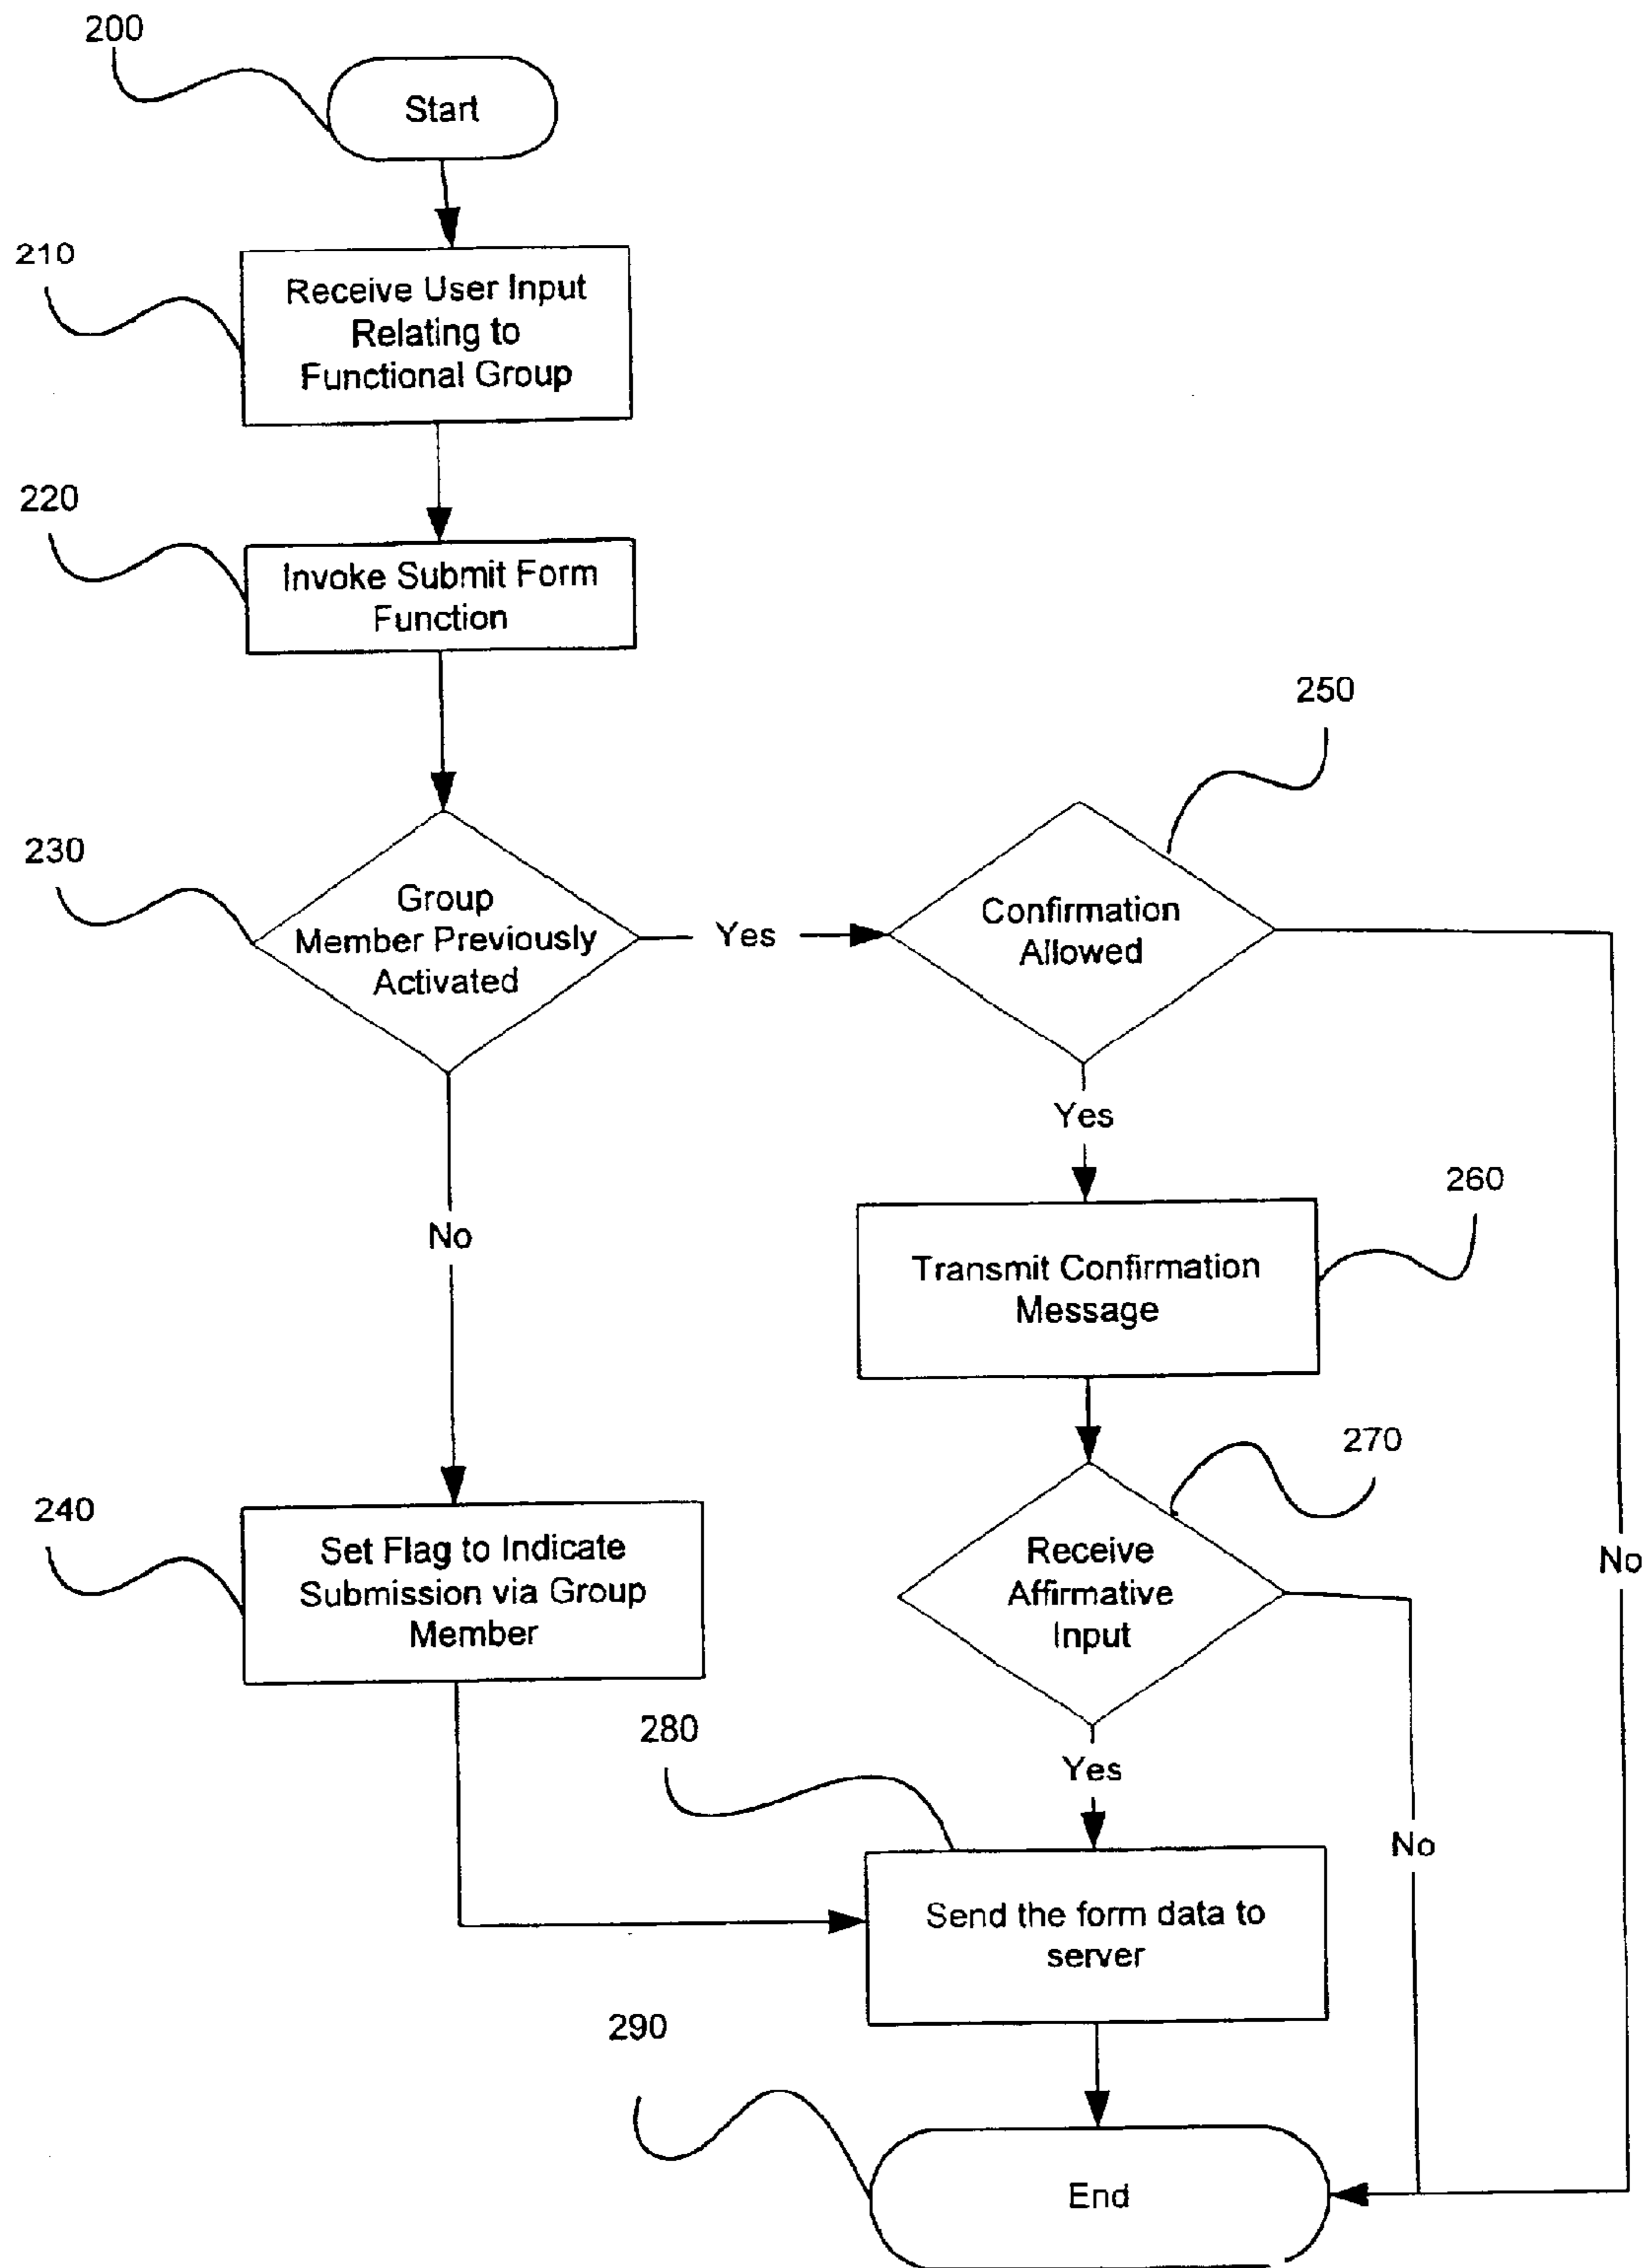 200
Start
210
Receive User Input
Relating to
Functional Group
220
Invoke Submit Form
Function
230
Group
Member Previously
Activated
Yes
250
Confirmation
Allowed
Yes
No
260
Transmit Confirmation
Message
270
Receive
Affirmative
Input
No
240
Set Flag to Indicate
Submission via Group
Member
Yes
No
280
Send the form data to
server
290
End